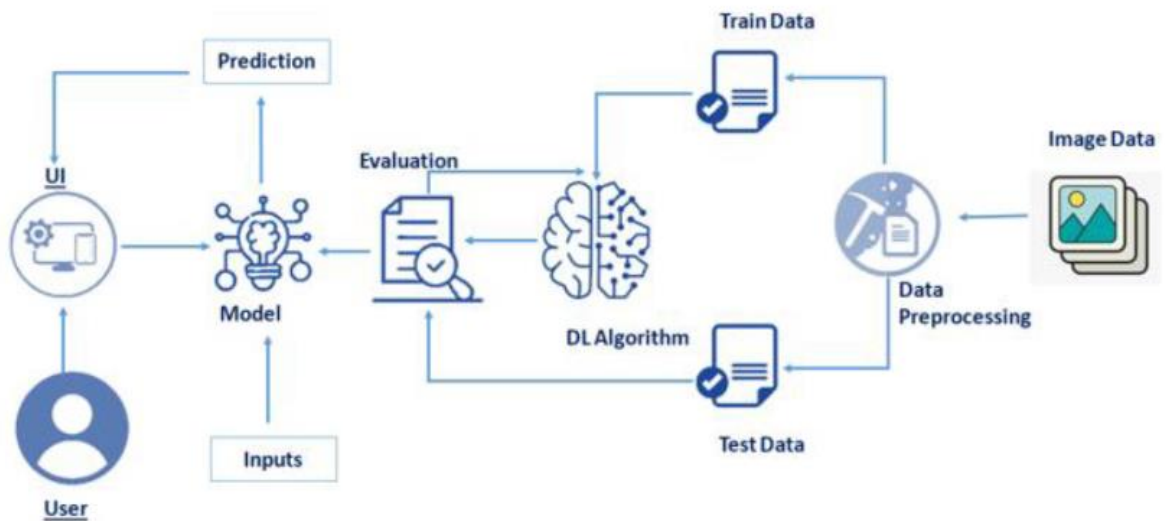 Train Data
Prediction
Image Data
Evaluation
UI
Data
Preprocessing
Model
DL Algorithm
Test Data
Inputs
User